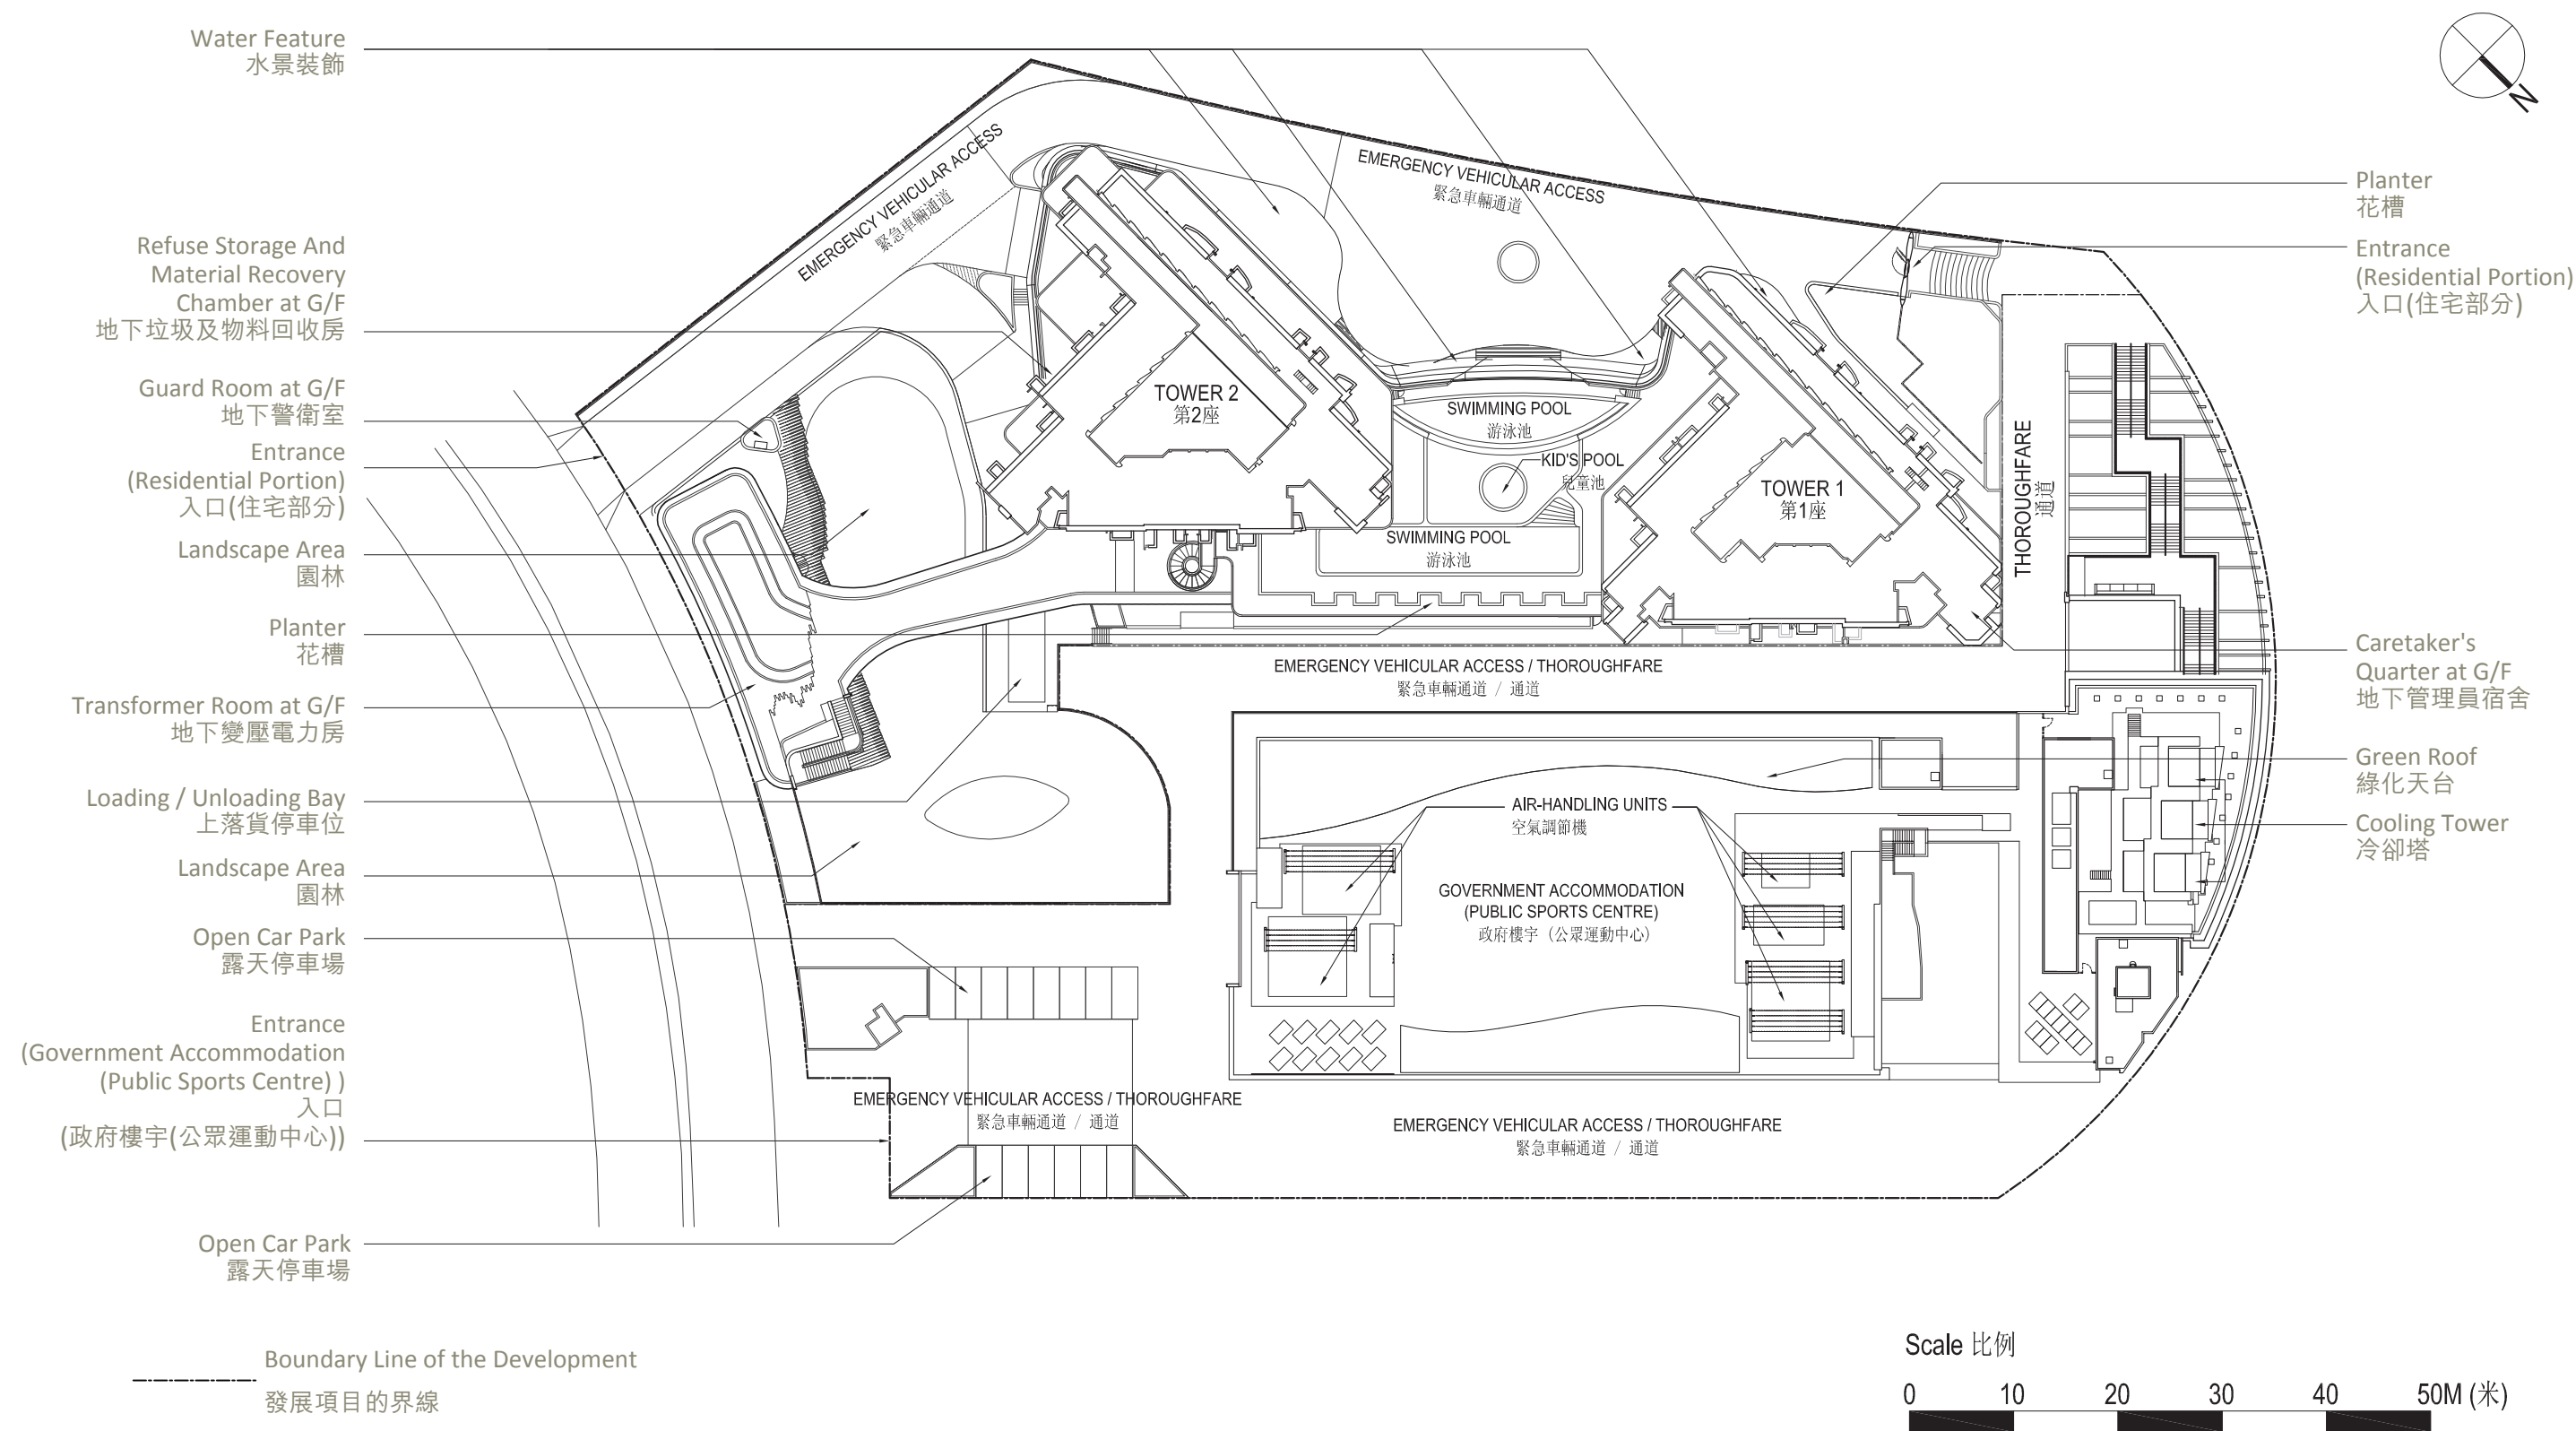 Water Feature
水景裝飾
Refuse Storage And
Material Recovery
Chamber at G/F
地下垃圾及物料回收房
Guard Room at G/F
地下警衛室
Entrance
(Residential Portion)
入口(住宅部分)
Landscape Area
園林
Planter
花槽
Transformer Room at G/F
地下變壓電力房
Loading / Unloading Bay
上落貨停車位
Landscape Area
園林
Open Car Park
露天停車場
Entrance
(Government Accommodation
(Public Sports Centre) )
入口
(政府樓宇(公眾運動中心))
Open Car Park
露天停車場
EMERGENCY VEHICULAR ACCESS
緊急車輛通道
EMERGENCY VEHICULAR ACCESS
緊急車輛通道
TOWER 2
第2座
SWIMMING POOL
游泳池
KID'S POOL
兒童池
SWIMMING POOL
游泳池
TOWER 1
第1座
THOROUGHFARE
通道
EMERGENCY VEHICULAR ACCESS / THOROUGHFARE
緊急車輛通道 / 通道
AIR-HANDLING UNITS
空氣調節機
GOVERNMENT ACCOMMODATION
(PUBLIC SPORTS CENTRE)
政府樓宇 (公眾運動中心)
EMERGENCY VEHICULAR ACCESS / THOROUGHFARE
緊急車輛通道 / 通道
EMERGENCY VEHICULAR ACCESS / THOROUGHFARE
緊急車輛通道 / 通道
N
Planter
花槽
Entrance
(Residential Portion)
入口(住宅部分)
Caretaker's
Quarter at G/F
地下管理員宿舍
Green Roof
綠化天台
Cooling Tower
冷卻塔
Boundary Line of the Development
發展項目的界線
Scale 比例
0 10 20 30 40 50M (米)